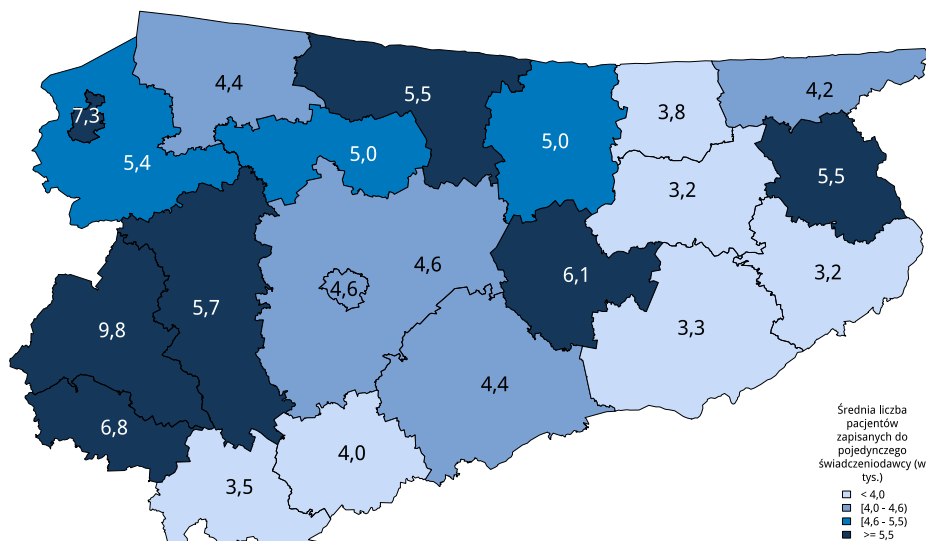 4,4
5,5
4,2
7,3
3,8
5,0
5,0
5,4
5,5
3,2
4,6
6,1
3,2
4,6
5,7
9,8
3,3
4,4
6,8
4,0
3,5
Średnia liczba
pacjentów
zapisanych do
pojedynczego
świadczeniodawcy (w
tys.)
< 4,0
[4,0 - 4,6)
[4,6 - 5,5)
>= 5,5